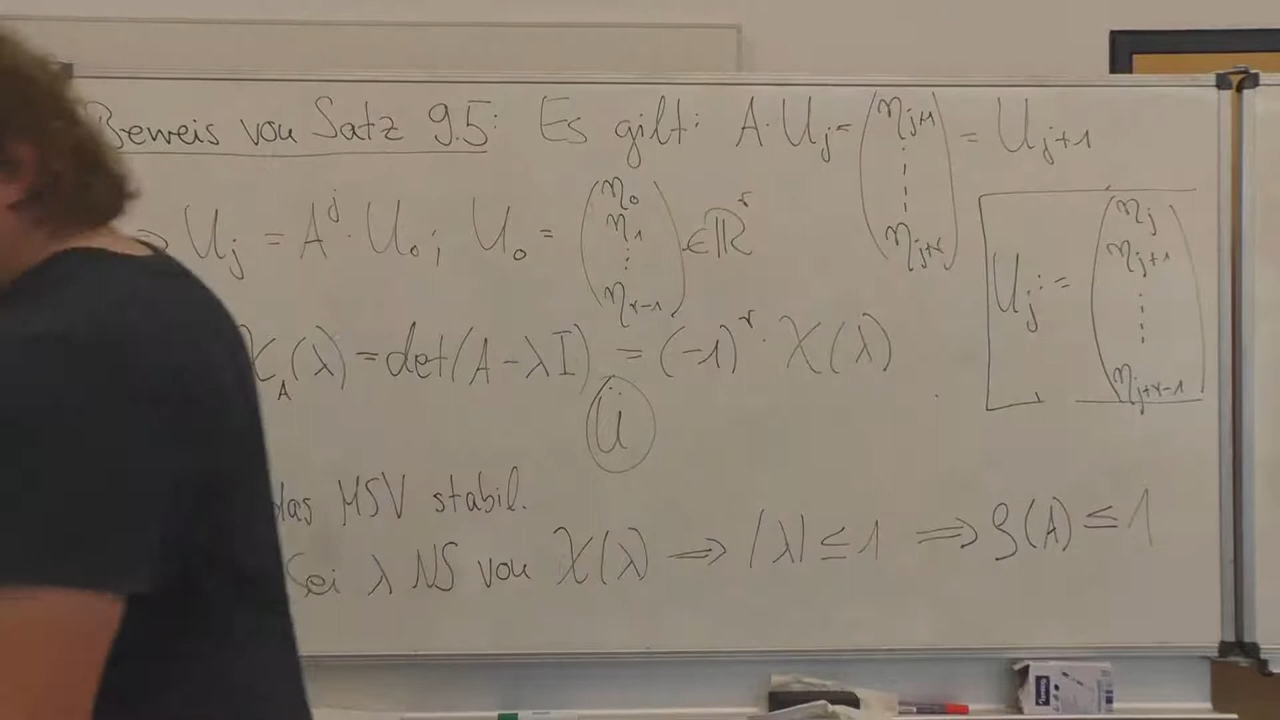 Beweis von Satz 9.5: Es gilt: A·U_j = (η_{j+1} ⋮ η_{j+r}) = U_{j+1}
⇒ U_j = A^j · U_0; U_0 = (η_0 η_1 ⋮ η_{r-1}) ∈ ℝ^r
U_j := (η_j η_{j+1} ⋮ η_{j+r-1})
χ_A(λ) = det(A - λI) = (-1)^r · χ(λ)
Ü
das MSV stabil.
Sei λ NS von χ(λ) ⇒ |λ| ≤ 1 ⇒ ρ(A) ≤ 1